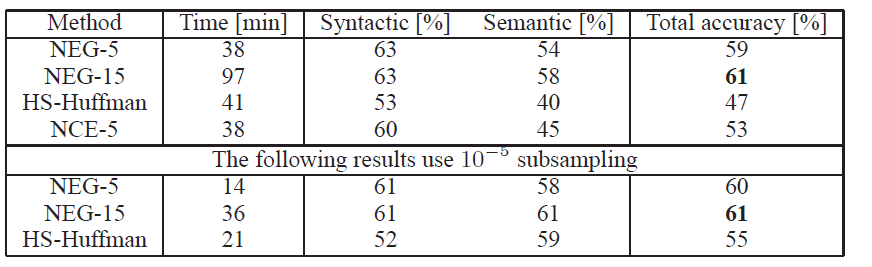 Method Time [min] Syntactic [%] Semantic [%] Total accuracy [%]
NEG-5 38 63 54 59
NEG-15 97 63 58 61
HS-Huffman 41 53 40 47
NCE-5 38 60 45 53
The following results use 10⁻⁵ subsampling
NEG-5 14 61 58 60
NEG-15 36 61 61 61
HS-Huffman 21 52 59 55